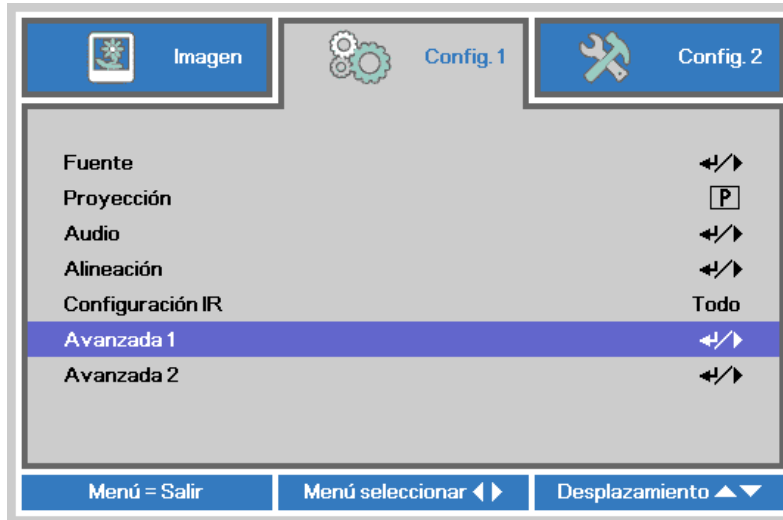 Imagen
Config. 1
Config. 2
Fuente
Proyección P
Audio
Alineación
Configuración IR Todo
Avanzada 1
Avanzada 2
Menú = Salir
Menú seleccionar
Desplazamiento